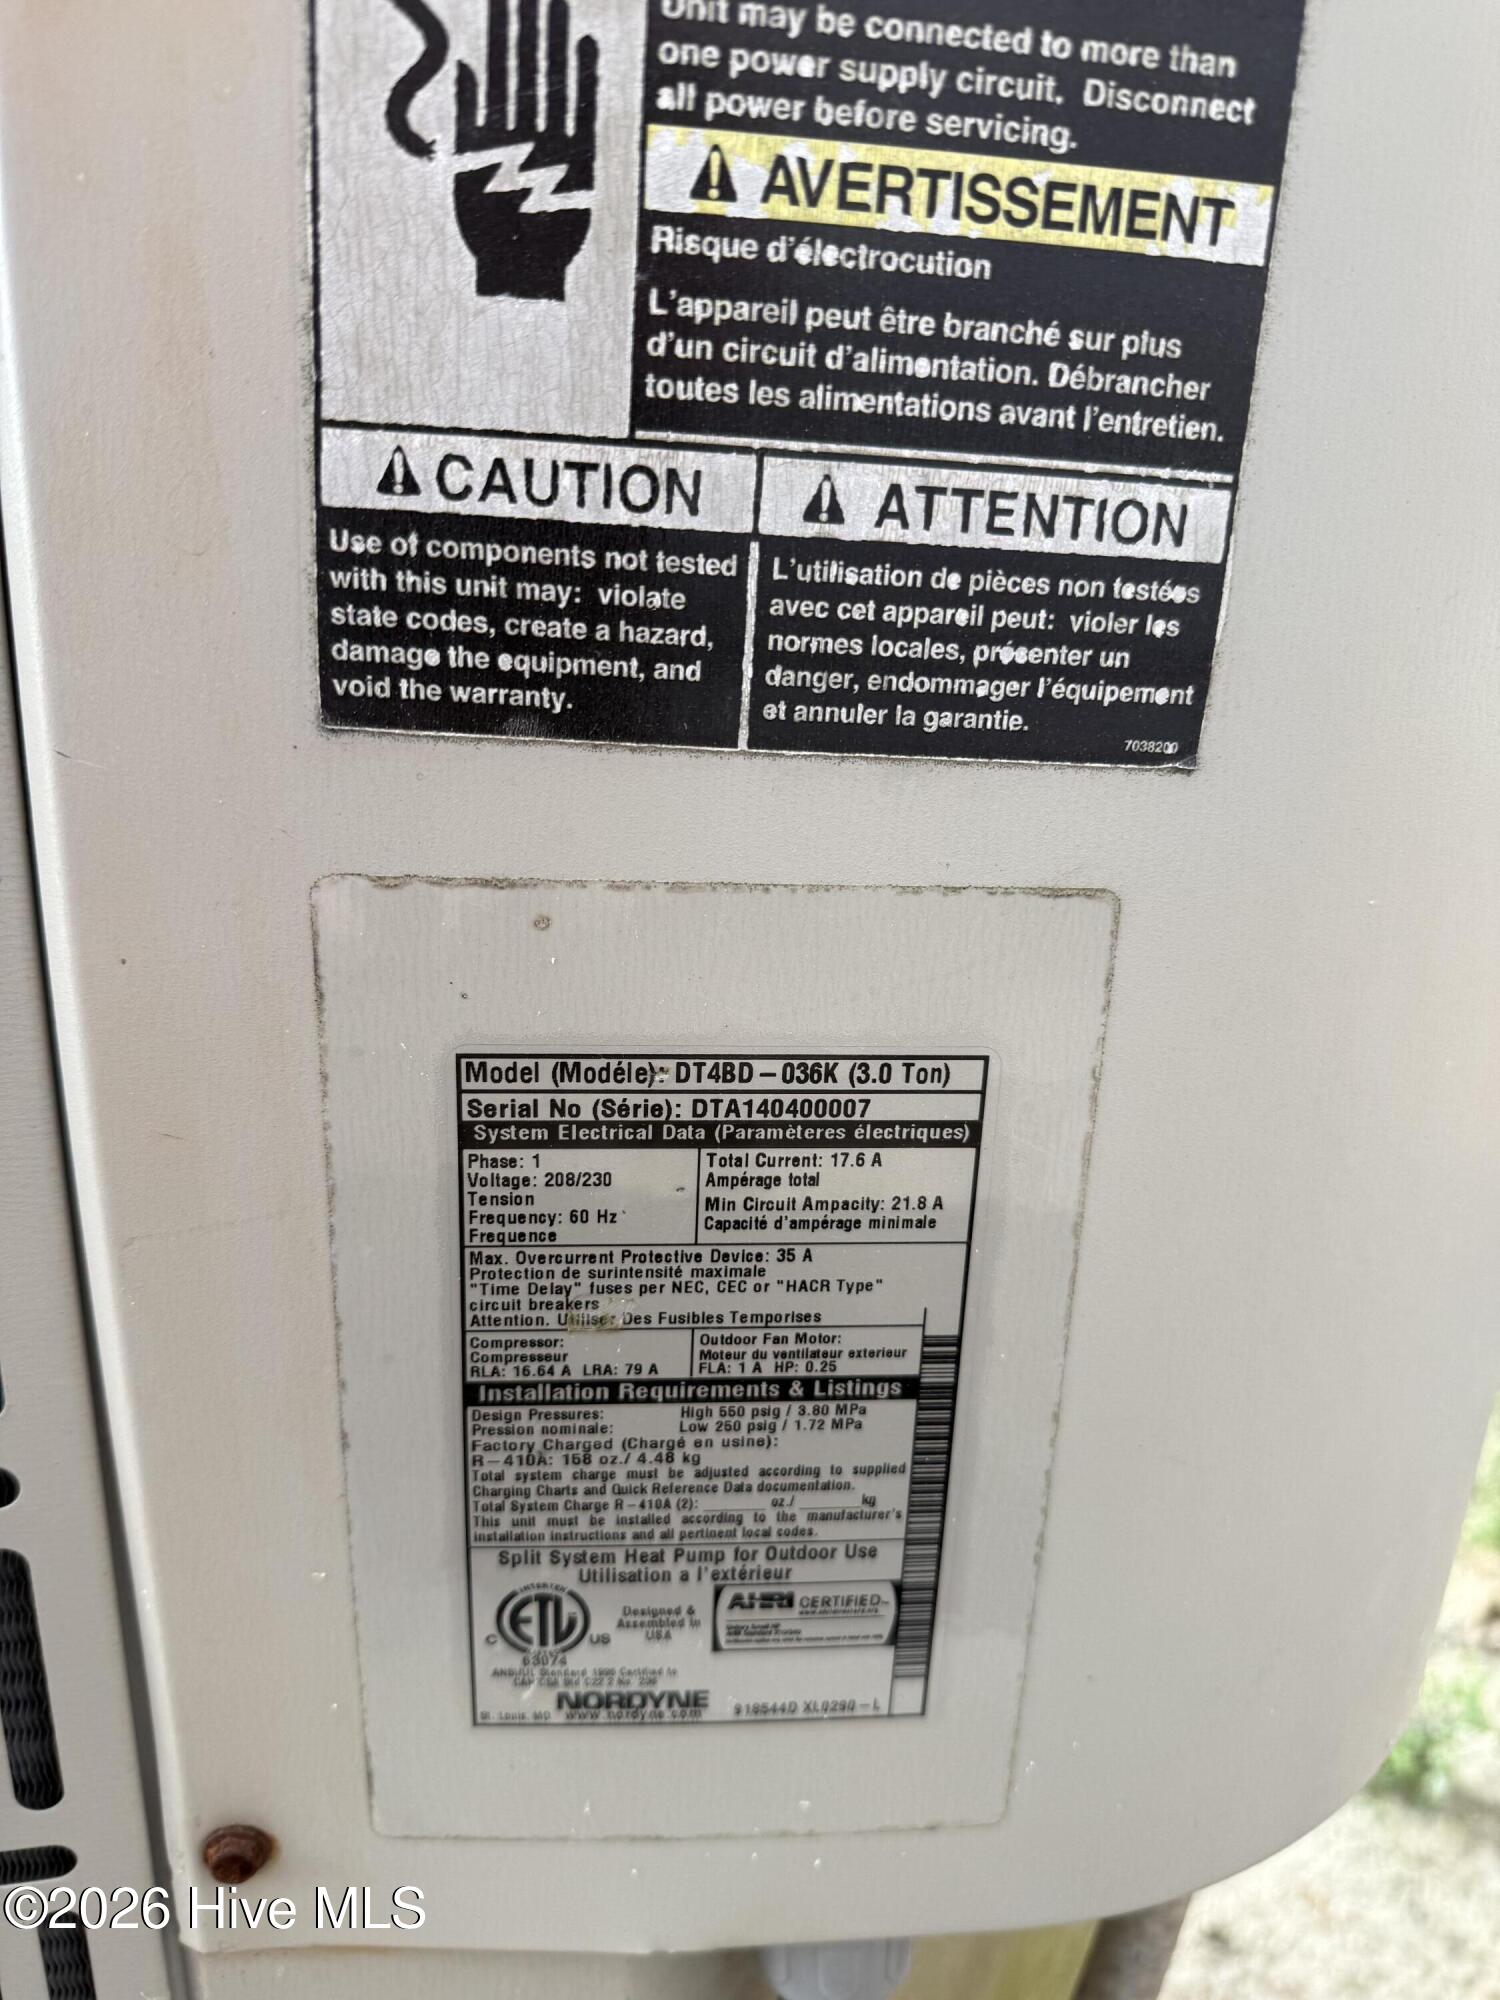 Unit may be connected to more than
one power supply circuit. Disconnect
all power before servicing.
AVERTISSEMENT
Risque d'électrocution
L'appareil peut être branché sur plus
d'un circuit d'alimentation. Débrancher
toutes les alimentations avant l'entretien.
CAUTION
Use of components not tested
with this unit may: violate
state codes, create a hazard,
damage the equipment, and
void the warranty.
ATTENTION
L'utilisation de pièces non testées
avec cet appareil peut: violer les
normes locales, présenter un
danger, endommager l'équipement
et annuler la garantie.
7038200
Model (Modéle): DT4BD-036K (3.0 Ton)
Serial No (Série): DTA140400007
System Electrical Data (Paramèteres électriques)
Phase: 1
Voltage: 208/230
Tension
Frequency: 60 Hz
Frequence
Total Current: 17.6 A
Ampérage total
Min Circuit Ampacity: 21.8 A
Capacité d'ampérage minimale
Max. Overcurrent Protective Device: 35 A
Protection de surintensité maximale
"Time Delay" fuses per NEC, CEC or "HACR Type"
circuit breakers
Attention. Utiliser Des Fusibles Temporises
Compressor:
Compresseur
RLA: 16.64 A LRA: 79 A
Outdoor Fan Motor:
Moteur du ventilateur exterieur
FLA: 1 A HP: 0.25
Installation Requirements & Listings
Design Pressures: High 550 psig / 3.80 MPa
Pression nominale: Low 250 psig / 1.72 MPa
Factory Charged (Chargé en usine):
R-410A: 158 oz./ 4.48 kg
Total system charge must be adjusted according to supplied
Charging Charts and Quick Reference Data documentation.
Total System Charge R-410A (2): ______ oz./ ______ kg
This unit must be installed according to the manufacturer's
installation instructions and all pertinent local codes.
Split System Heat Pump for Outdoor Use
Utilisation a l'extérieur
INTERTEK
C ETL US
LISTED
63074
Designed &
Assembled in
USA
AHRI CERTIFIED
NORDYNE
St. Louis, MO www.nordyne.com
918544D XL0290-L
©2026 Hive MLS